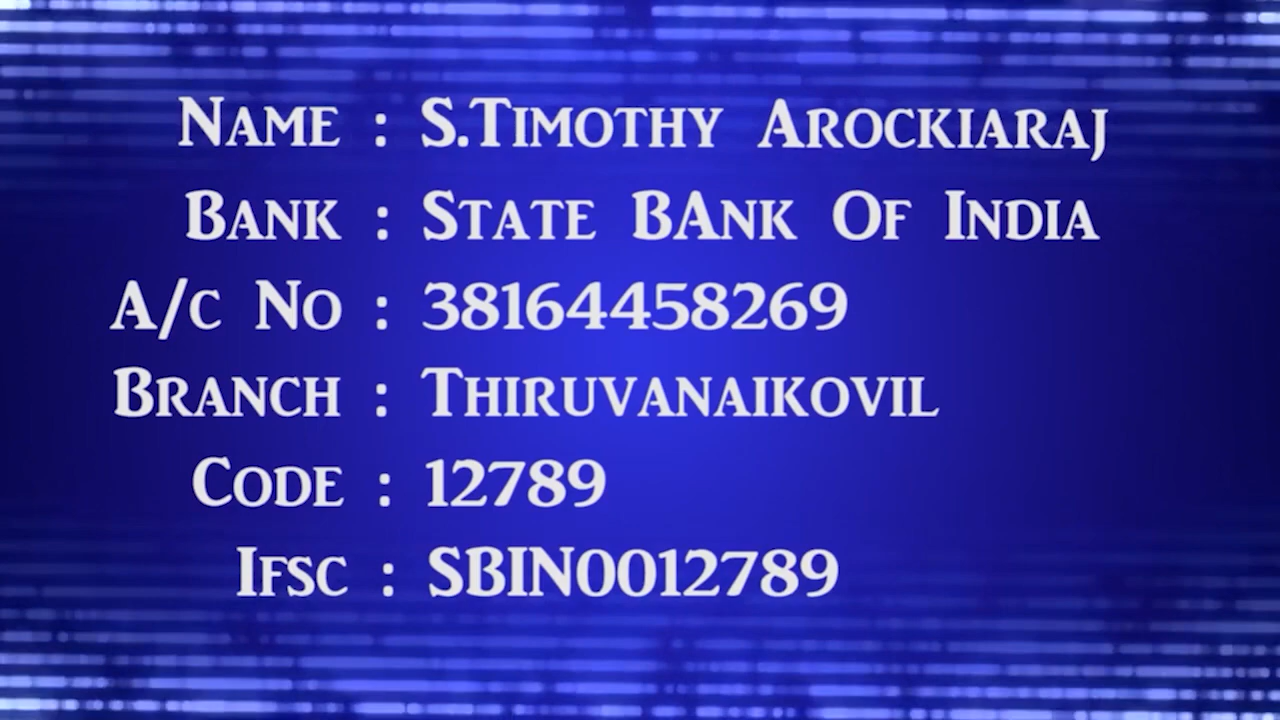 Name : S.Timothy Arockiaraj
Bank : State BAnk Of India
A/c No : 38164458269
Branch : Thiruvanaikovil
Code : 12789
Ifsc : SBIN0012789